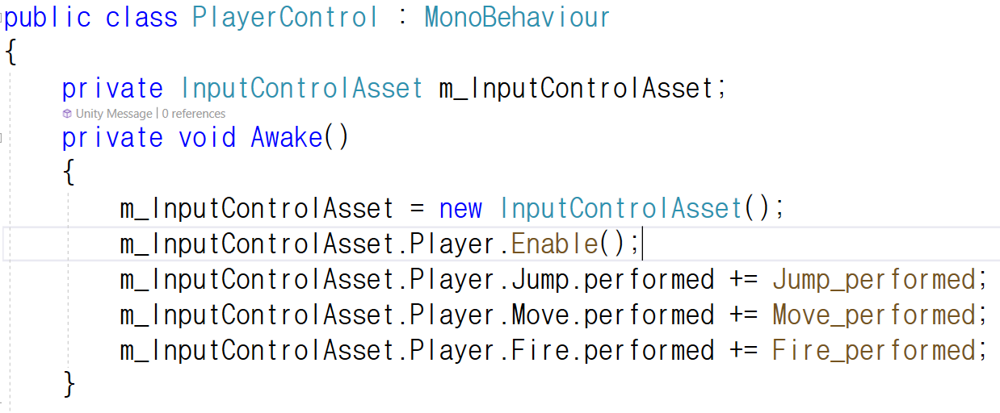 public class PlayerControl : MonoBehaviour
{
    private InputControlAsset m_InputControlAsset;
    Unity Message | 0 references
    private void Awake()
    {
        m_InputControlAsset = new InputControlAsset();
        m_InputControlAsset.Player.Enable();
        m_InputControlAsset.Player.Jump.performed += Jump_performed;
        m_InputControlAsset.Player.Move.performed += Move_performed;
        m_InputControlAsset.Player.Fire.performed += Fire_performed;
    }